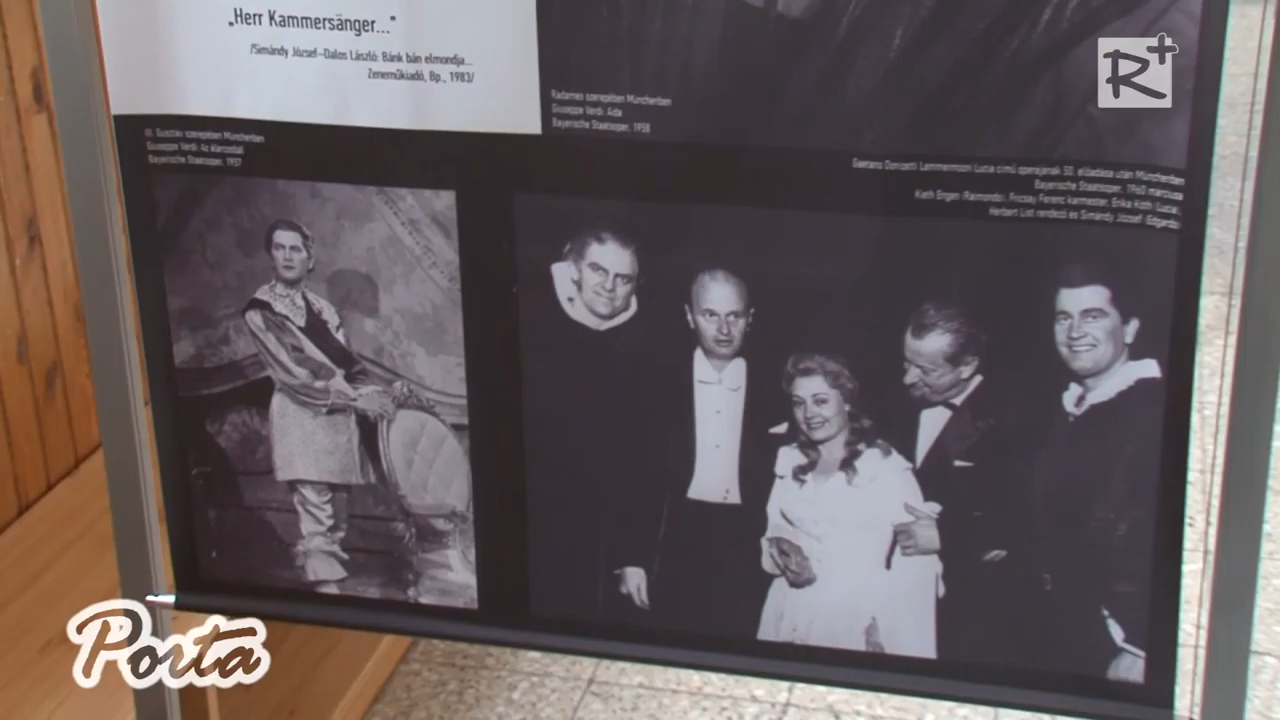 „Herr Kammersänger..."
/Simándy József–Dalos László: Bánk bán elmondja...
Zeneműkiadó, Bp., 1983/
R+
Radames szerepében Münchenben
Giuseppe Verdi: Aida
Bayerische Staatsoper, 1958
III. Gusztáv szerepében Münchenben
Giuseppe Verdi: Az álarcosbál
Bayerische Staatsoper, 1957
Gaetano Donizetti Lammermoori Lucia című operájának 50. előadása után Münchenben
Bayerische Staatsoper, 1960 márciusa
Kieth Engen (Raimondo), Fricsay Ferenc karmester, Erika Köth (Lucia),
Herbert List rendező és Simándy József (Edgardo)
Porta